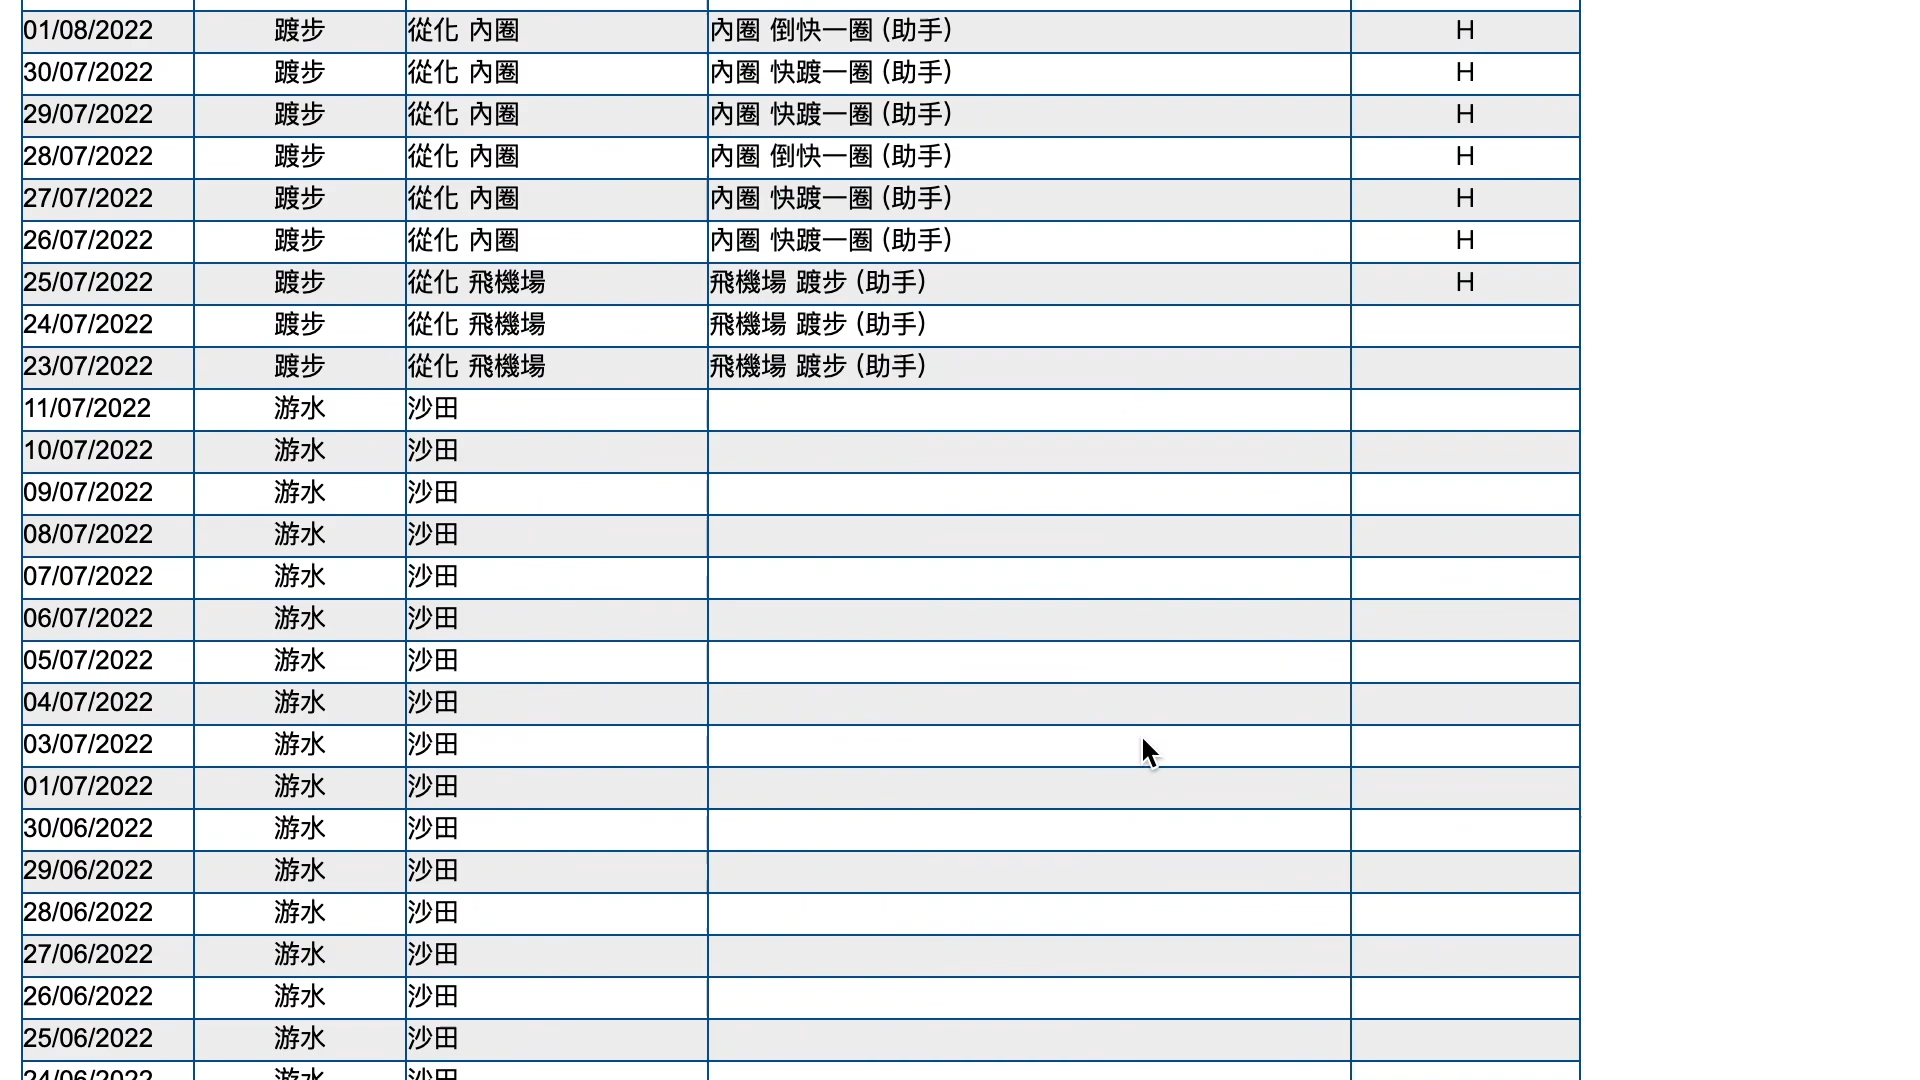 01/08/2022 踱步 從化 內圈 內圈 倒快一圈 (助手) H
30/07/2022 踱步 從化 內圈 內圈 快踱一圈 (助手) H
29/07/2022 踱步 從化 內圈 內圈 快踱一圈 (助手) H
28/07/2022 踱步 從化 內圈 內圈 倒快一圈 (助手) H
27/07/2022 踱步 從化 內圈 內圈 快踱一圈 (助手) H
26/07/2022 踱步 從化 內圈 內圈 快踱一圈 (助手) H
25/07/2022 踱步 從化 飛機場 飛機場 踱步 (助手) H
24/07/2022 踱步 從化 飛機場 飛機場 踱步 (助手)
23/07/2022 踱步 從化 飛機場 飛機場 踱步 (助手)
11/07/2022 游水 沙田
10/07/2022 游水 沙田
09/07/2022 游水 沙田
08/07/2022 游水 沙田
07/07/2022 游水 沙田
06/07/2022 游水 沙田
05/07/2022 游水 沙田
04/07/2022 游水 沙田
03/07/2022 游水 沙田
01/07/2022 游水 沙田
30/06/2022 游水 沙田
29/06/2022 游水 沙田
28/06/2022 游水 沙田
27/06/2022 游水 沙田
26/06/2022 游水 沙田
25/06/2022 游水 沙田
24/06/2022 游水 沙田